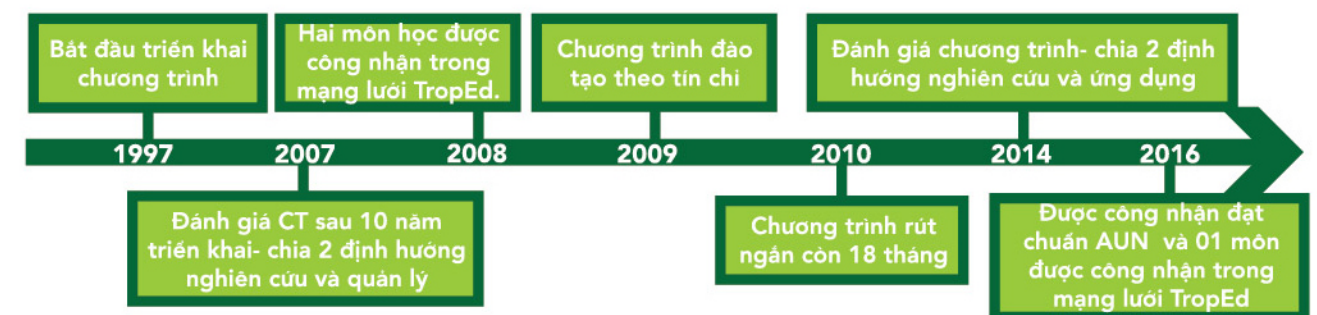 Bắt đầu triển khai
chương trình
Hai môn học được
công nhận trong
mạng lưới TropEd.
Chương trình đào
tạo theo tín chỉ
Đánh giá chương trình- chia 2 định
hướng nghiên cứu và ứng dụng
1997 2007 2008 2009 2010 2014 2016
Đánh giá CT sau 10 năm
triển khai- chia 2 định hướng
nghiên cứu và quản lý
Chương trình rút
ngắn còn 18 tháng
Được công nhận đạt
chuẩn AUN và 01 môn
được công nhận trong
mạng lưới TropEd